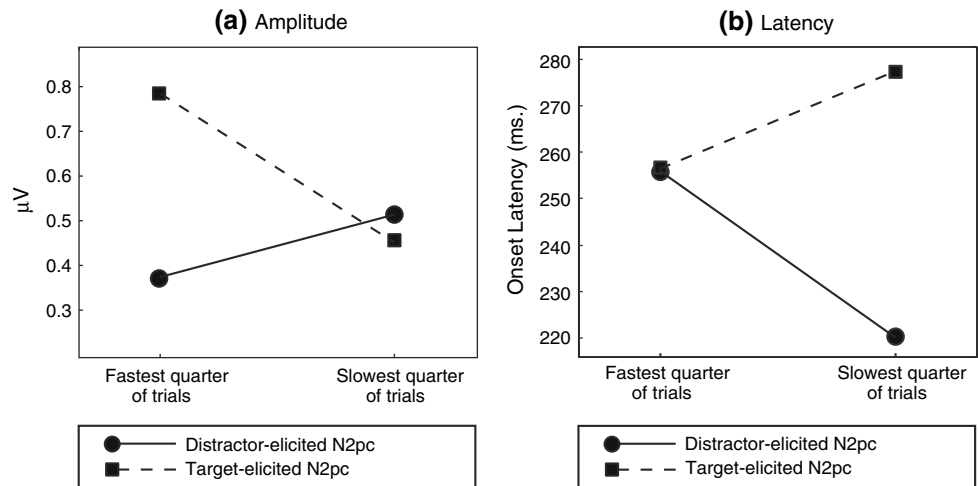 (a) Amplitude
μV
0.8
0.7
0.6
0.5
0.4
0.3
Fastest quarter
of trials
Slowest quarter
of trials
Distractor-elicited N2pc
Target-elicited N2pc
(b) Latency
Onset Latency (ms.)
280
270
260
250
240
230
220
Fastest quarter
of trials
Slowest quarter
of trials
Distractor-elicited N2pc
Target-elicited N2pc